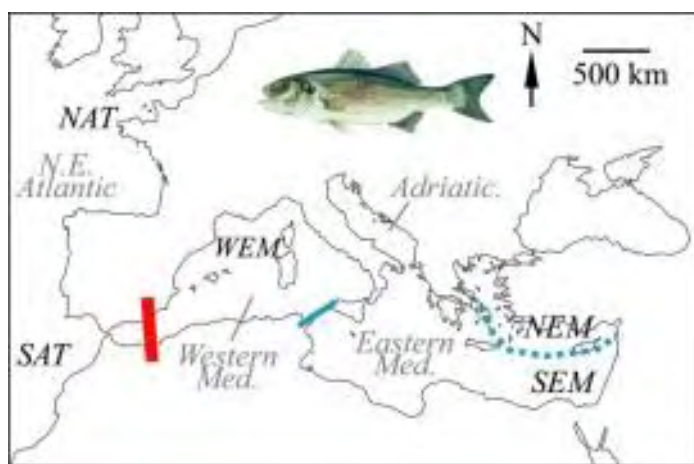 N
500 km
NAT
N.E.
Atlantic
Adriatic.
WEM
SAT
Western
Med.
Eastern
Med.
NEM
SEM